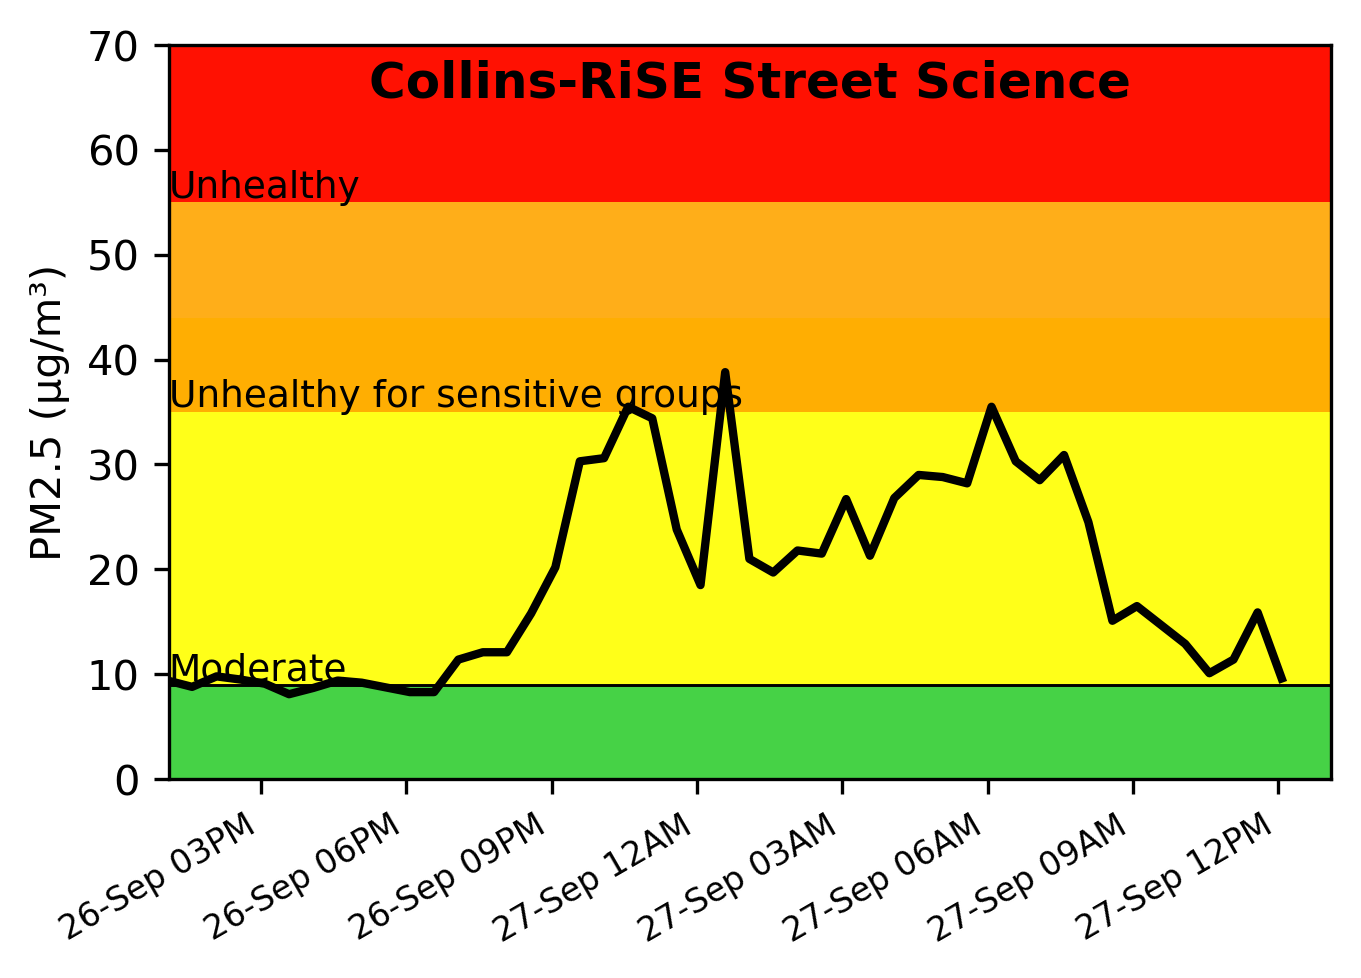 Collins-RiSE Street Science
70
60
Unhealthy
50
40
Unhealthy for sensitive groups
30
20
10
Moderate
0
PM2.5 (µg/m³)
26-Sep 03PM
26-Sep 06PM
26-Sep 09PM
27-Sep 12AM
27-Sep 03AM
27-Sep 06AM
27-Sep 09AM
27-Sep 12PM